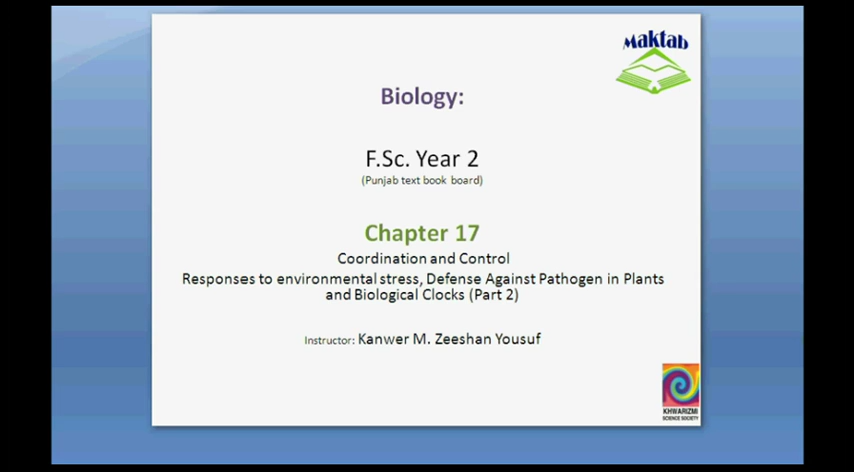 Maktab
Biology:
F.Sc. Year 2
(Punjab text book board)
Chapter 17
Coordination and Control
Responses to environmental stress, Defense Against Pathogen in Plants
and Biological Clocks (Part 2)
Instructor: Kanwer M. Zeeshan Yousuf
KHWARIZMI
SCIENCE SOCIETY